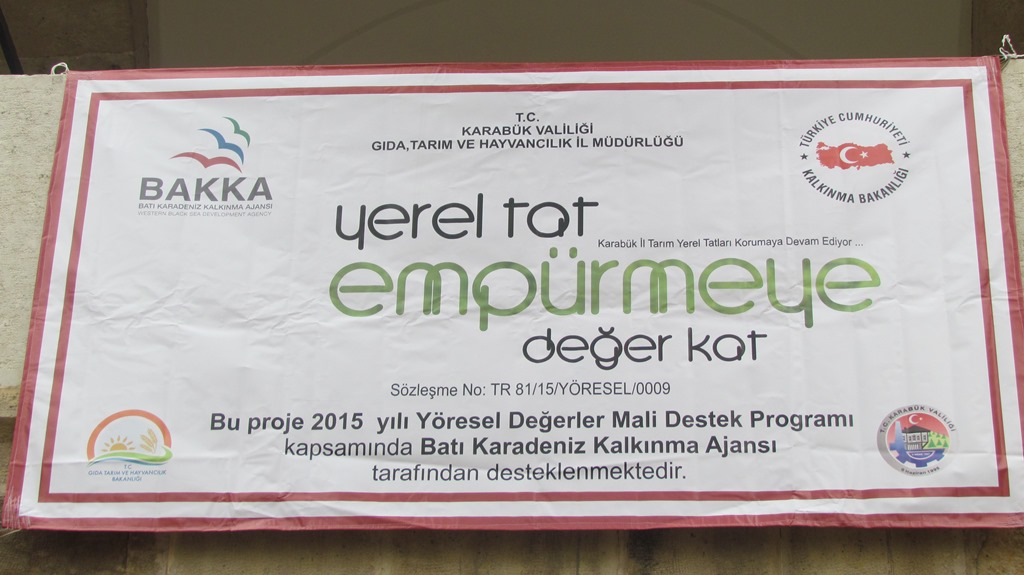 T.C.
KARABÜK VALİLİĞİ
GIDA,TARIM VE HAYVANCILIK İL MÜDÜRLÜĞÜ
BAKKA
BATI KARADENİZ KALKINMA AJANSI
WESTERN BLACK SEA DEVELOPMENT AGENCY
TÜRKİYE CUMHURİYETİ
KALKINMA BAKANLIĞI
yerel tat
Karabük İl Tarım Yerel Tatları Korumaya Devam Ediyor ...
empürmeye
değer kat
Sözleşme No: TR 81/15/YÖRESEL/0009
Bu proje 2015 yılı Yöresel Değerler Mali Destek Programı
kapsamında Batı Karadeniz Kalkınma Ajansı
tarafından desteklenmektedir.
T.C.
GIDA TARIM VE HAYVANCILIK
BAKANLIĞI
T.C. KARABÜK VALİLİĞİ